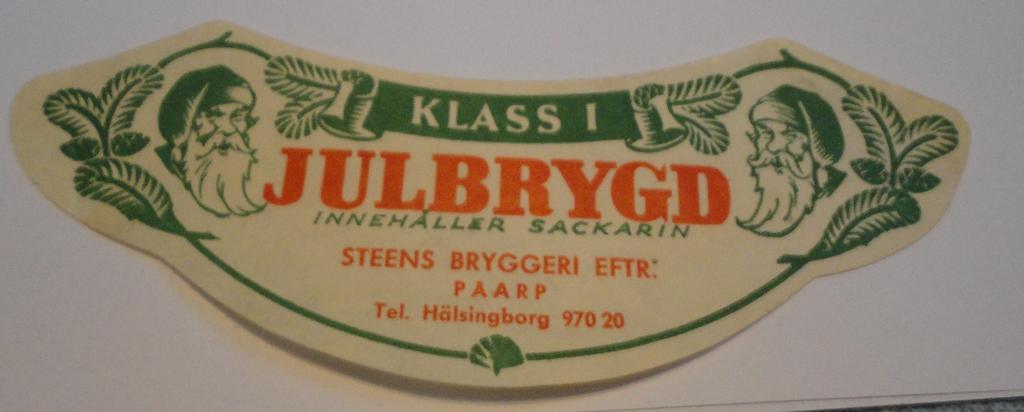 KLASS I
JULBRYGD
INNEHÅLLER SACKARIN
STEENS BRYGGERI EFTR:
PÅARP
Tel. Hälsingborg 970 20